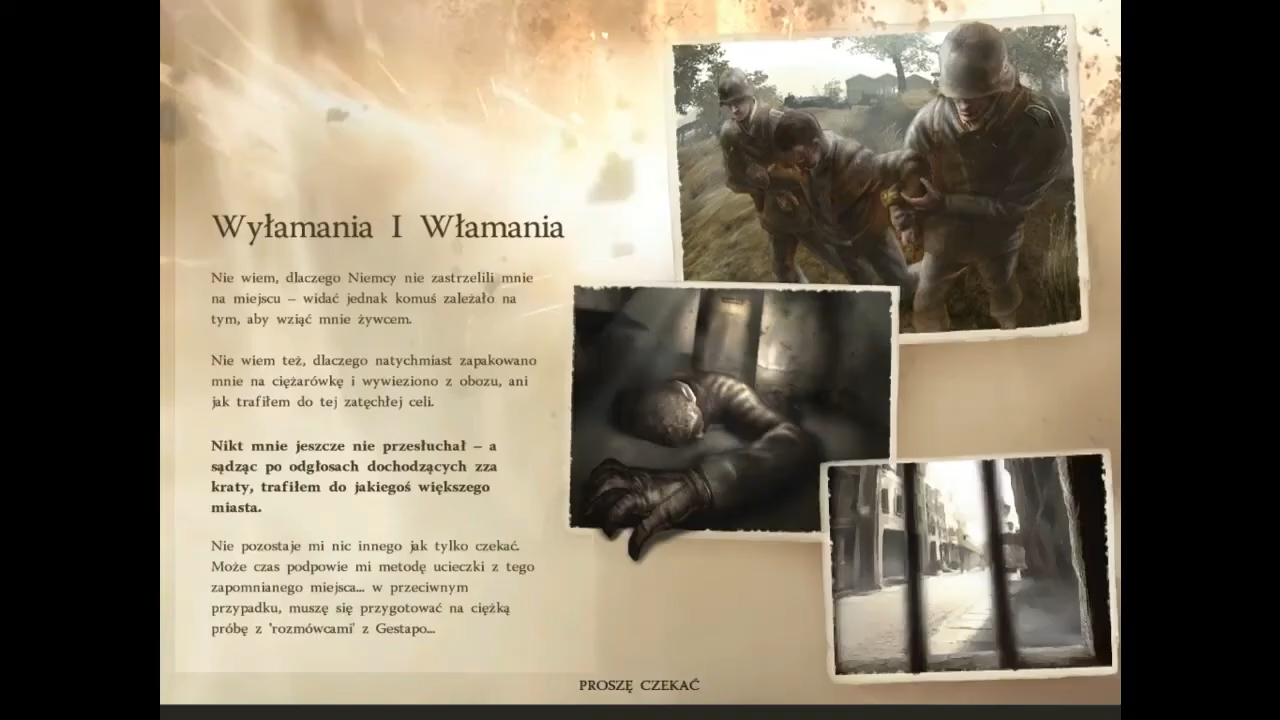 Wyłamania I Włamania
Nie wiem, dlaczego Niemcy nie zastrzelili mnie
na miejscu – widać jednak komuś zależało na
tym, aby wziąć mnie żywcem.
Nie wiem też, dlaczego natychmiast zapakowano
mnie na ciężarówkę i wywieziono z obozu, ani
jak trafiłem do tej zatęchłej celi.
Nikt mnie jeszcze nie przesłuchał – a
sądząc po odgłosach dochodzących zza
kraty, trafiłem do jakiegoś większego
miasta.
Nie pozostaje mi nic innego jak tylko czekać.
Może czas podpowie mi metodę ucieczki z tego
zapomnianego miejsca... w przeciwnym
przypadku, muszę się przygotować na ciężką
próbę z 'rozmówcami' z Gestapo...
PROSZĘ CZEKAĆ